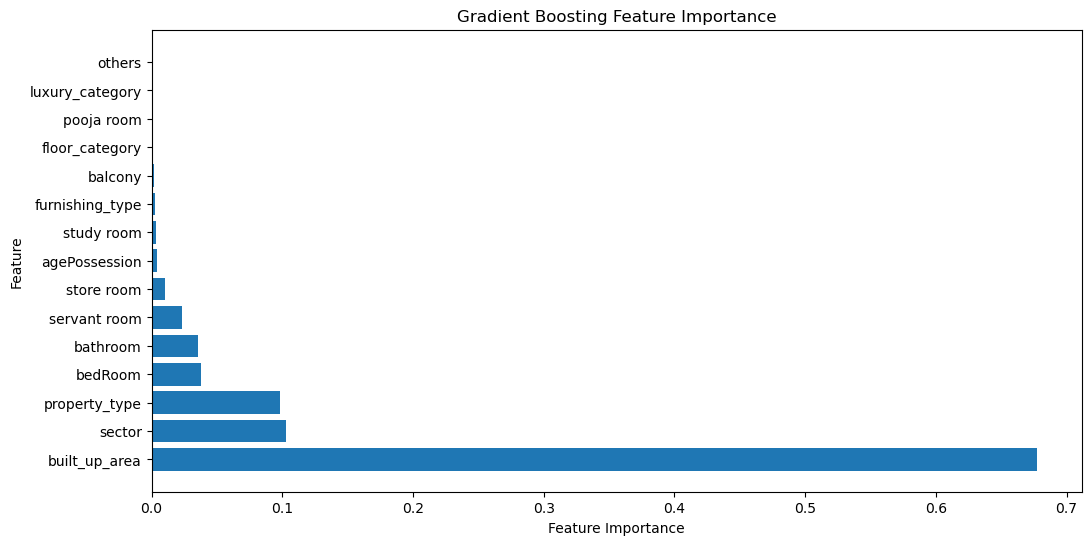 Gradient Boosting Feature Importance
others
luxury_category
pooja room
floor_category
balcony
furnishing_type
study room
agePossession
store room
servant room
bathroom
bedRoom
property_type
sector
built_up_area
Feature
0.0 0.1 0.2 0.3 0.4 0.5 0.6 0.7
Feature Importance